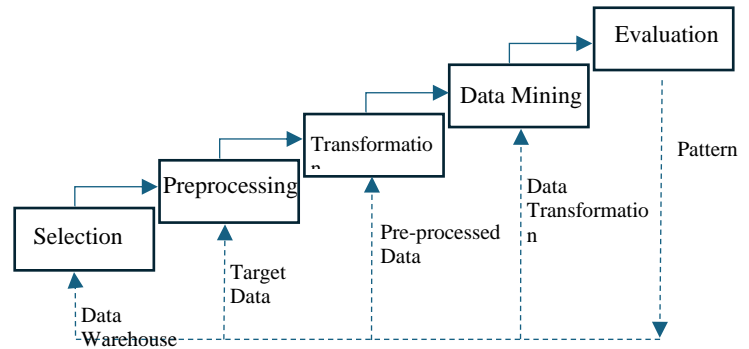 Evaluation
Data Mining
Transformatio
n
Preprocessing
Selection
Pattern
Data
Transformatio
n
Pre-processed
Data
Target
Data
Data
Warehouse